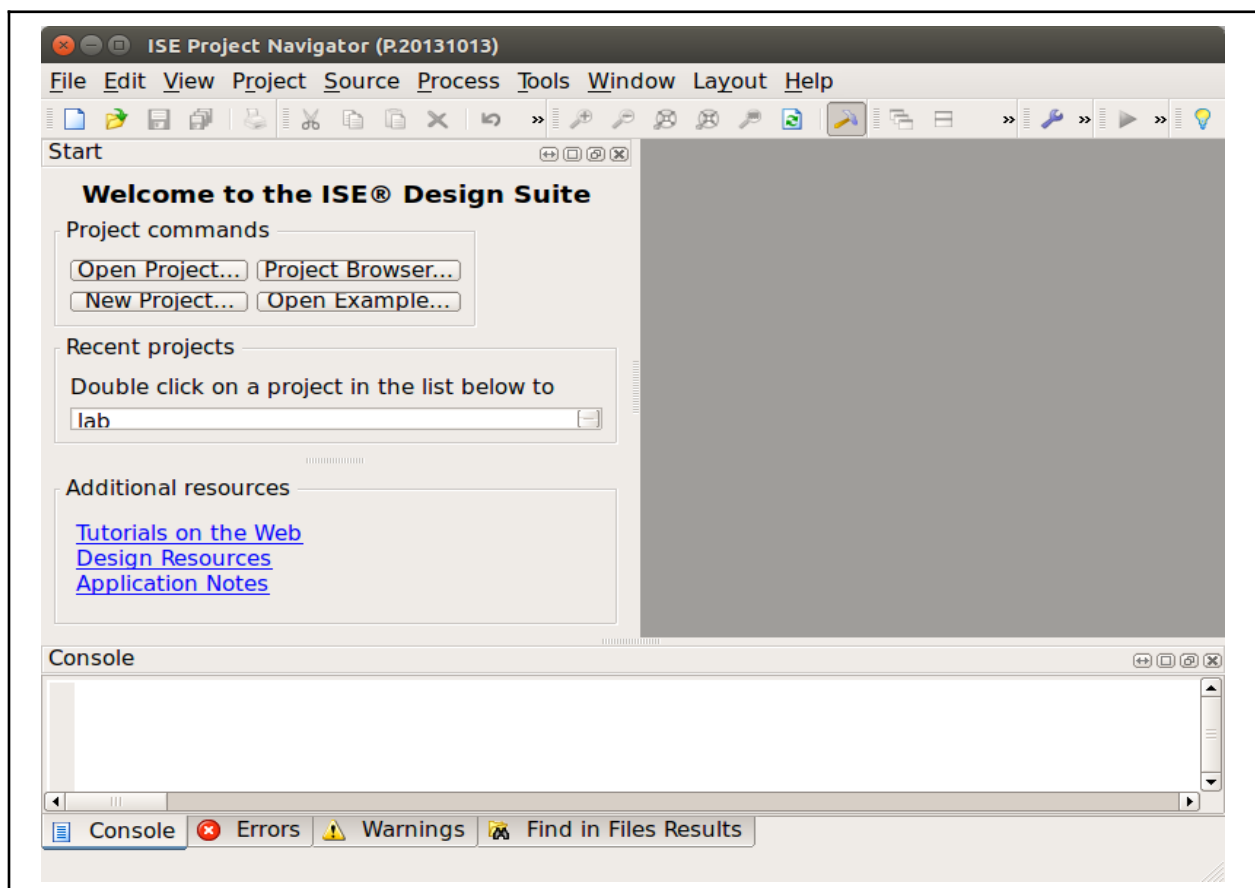 ISE Project Navigator (P.20131013)
File Edit View Project Source Process Tools Window Layout Help
Start
Welcome to the ISE® Design Suite
Project commands
Open Project... Project Browser...
New Project... Open Example...
Recent projects
Double click on a project in the list below to
lab
Additional resources
Tutorials on the Web
Design Resources
Application Notes
Console
Console Errors Warnings Find in Files Results